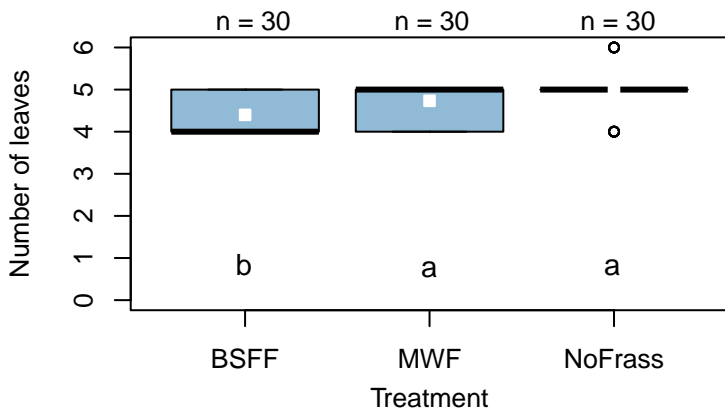 n = 30 n = 30 n = 30
6
5
4
3
2
1
0
Number of leaves
b a a
BSFF MWF NoFrass
Treatment